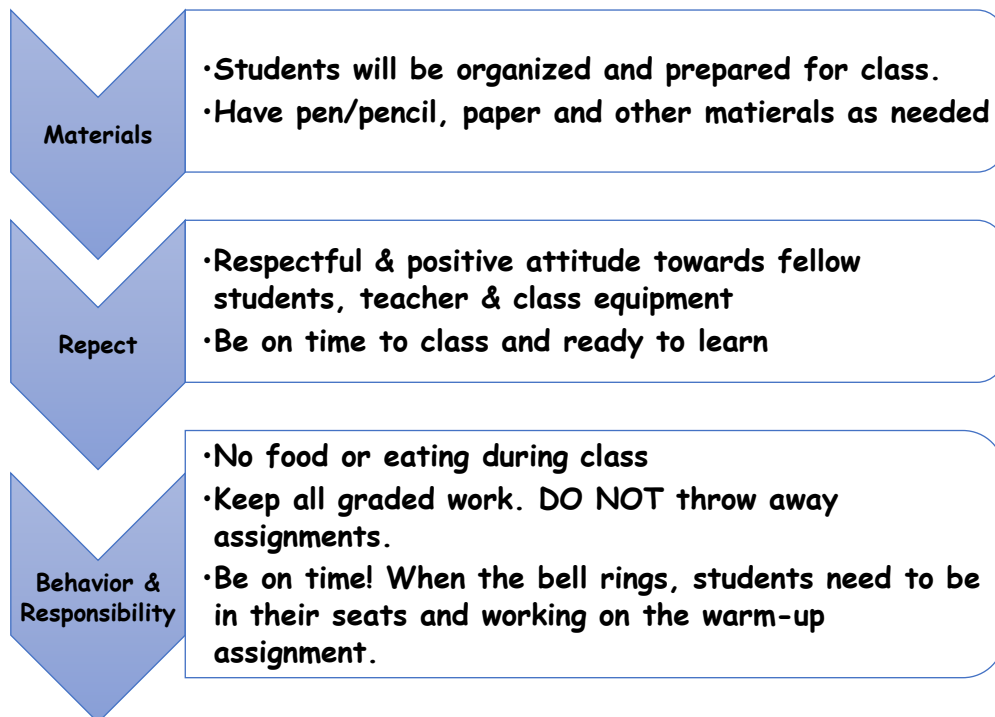 Materials
·Students will be organized and prepared for class.
·Have pen/pencil, paper and other matierals as needed
Repect
·Respectful & positive attitude towards fellow
students, teacher & class equipment
·Be on time to class and ready to learn
Behavior &
Responsibility
·No food or eating during class
·Keep all graded work. DO NOT throw away
assignments.
·Be on time! When the bell rings, students need to be
in their seats and working on the warm-up
assignment.